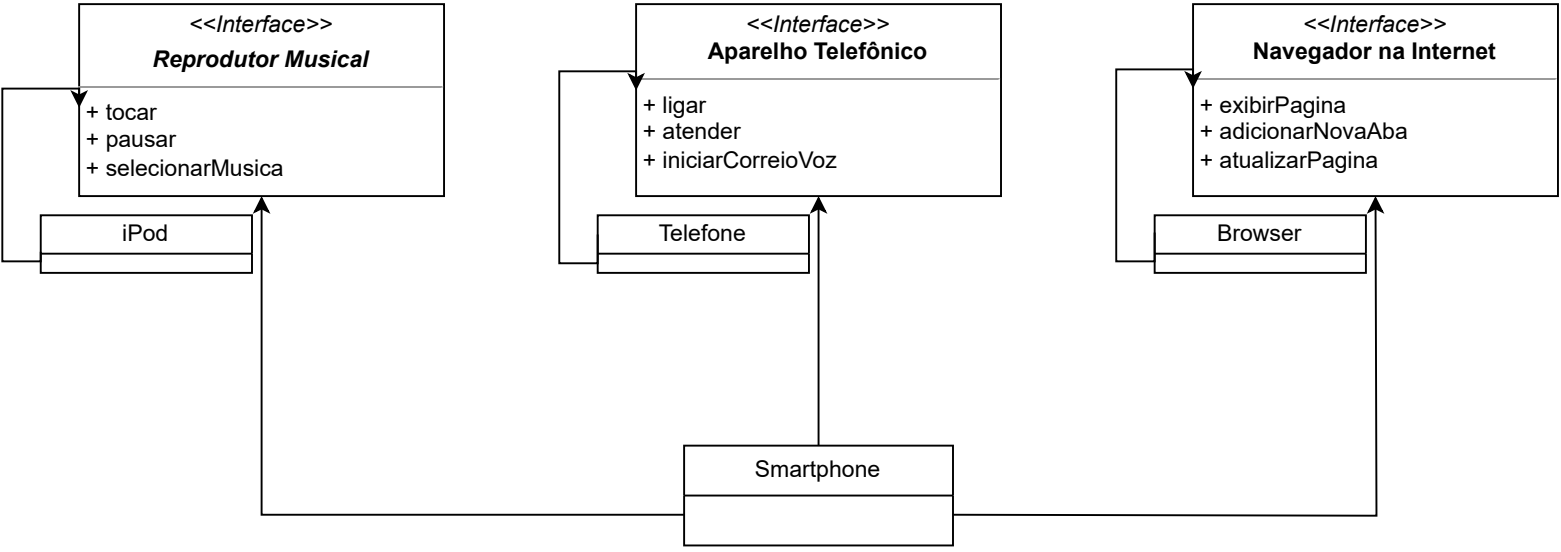 <<Interface>>
Reprodutor Musical
+ tocar
+ pausar
+ selecionarMusica
iPod
<<Interface>>
Aparelho Telefônico
+ ligar
+ atender
+ iniciarCorreioVoz
Telefone
<<Interface>>
Navegador na Internet
+ exibirPagina
+ adicionarNovaAba
+ atualizarPagina
Browser
Smartphone